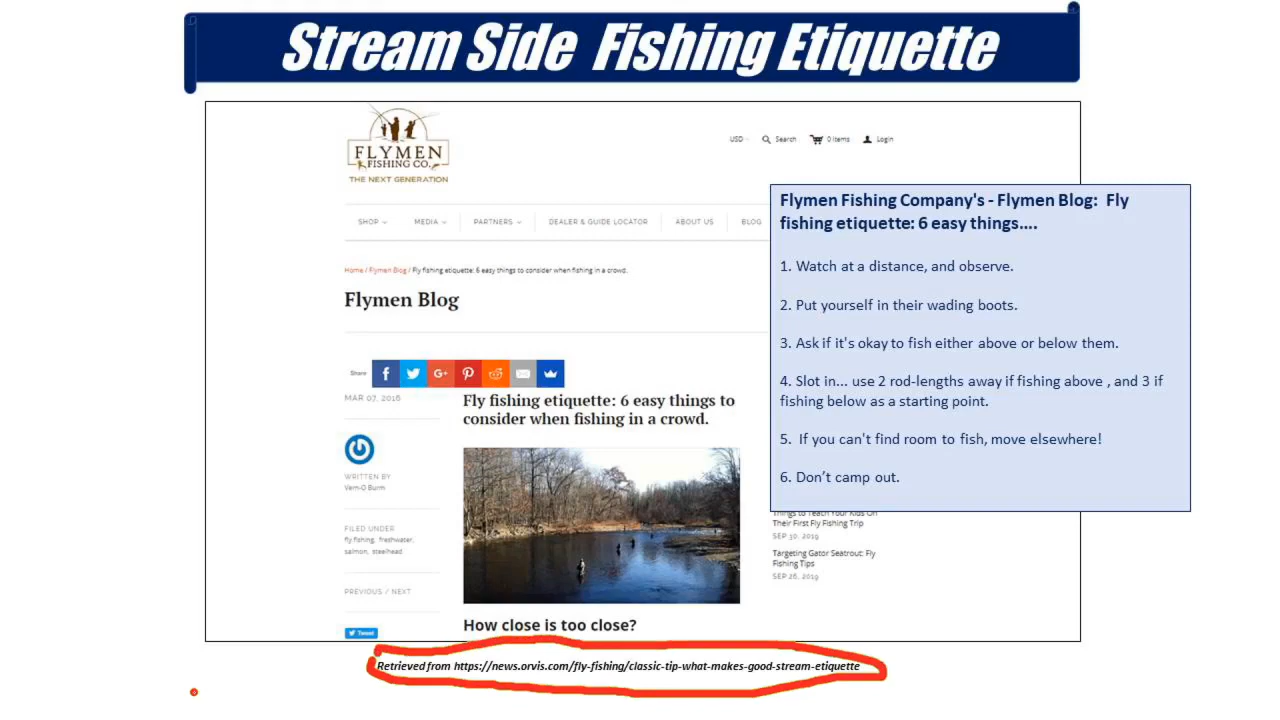 Stream Side Fishing Etiquette
FLYMEN
FISHING CO.
THE NEXT GENERATION
USD
Search
0 items
Login
SHOP
MEDIA
PARTNERS
DEALER & GUIDE LOCATOR
ABOUT US
BLOG
Home / Flymen Blog / Fly fishing etiquette: 6 easy things to consider when fishing in a crowd.
Flymen Blog
Share
MAR 07, 2016
WRITTEN BY
Vern-O Burm
FILED UNDER
fly fishing, freshwater,
salmon, steelhead
PREVIOUS / NEXT
Tweet
Fly fishing etiquette: 6 easy things to
consider when fishing in a crowd.
How close is too close?
Flymen Fishing Company's - Flymen Blog: Fly
fishing etiquette: 6 easy things....
1. Watch at a distance, and observe.
2. Put yourself in their wading boots.
3. Ask if it's okay to fish either above or below them.
4. Slot in... use 2 rod-lengths away if fishing above , and 3 if
fishing below as a starting point.
5. If you can't find room to fish, move elsewhere!
6. Don’t camp out.
Things to Teach Your Kids On
Their First Fly Fishing Trip
SEP 30, 2019
Targeting Gator Seatrout: Fly
Fishing Tips
SEP 26, 2019
Retrieved from https://news.orvis.com/fly-fishing/classic-tip-what-makes-good-stream-etiquette